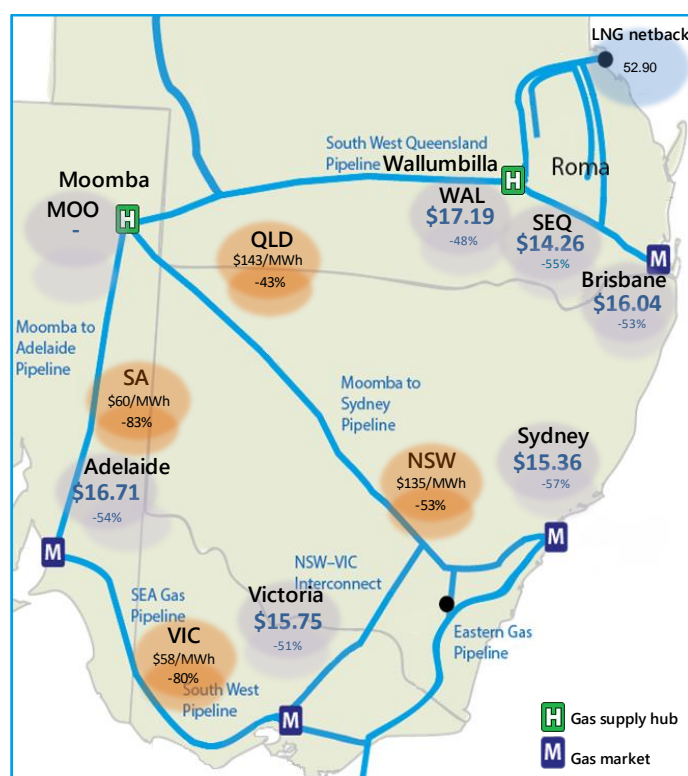 LNG netback
52.90
South West Queensland
Pipeline
Wallumbilla
Roma
Moomba
MOO
-
WAL
$17.19
-48%
SEQ
$14.26
-55%
QLD
$143/MWh
-43%
Brisbane
$16.04
-53%
Moomba to
Adelaide
Pipeline
SA
$60/MWh
-83%
Moomba to
Sydney
Pipeline
Sydney
$15.36
-57%
NSW
$135/MWh
-53%
Adelaide
$16.71
-54%
NSW–VIC
Interconnect
SEA Gas
Pipeline
Victoria
$15.75
-51%
VIC
$58/MWh
-80%
South West
Pipeline
Eastern Gas
Pipeline
H
H
M
M
M
M
H Gas supply hub
M Gas market